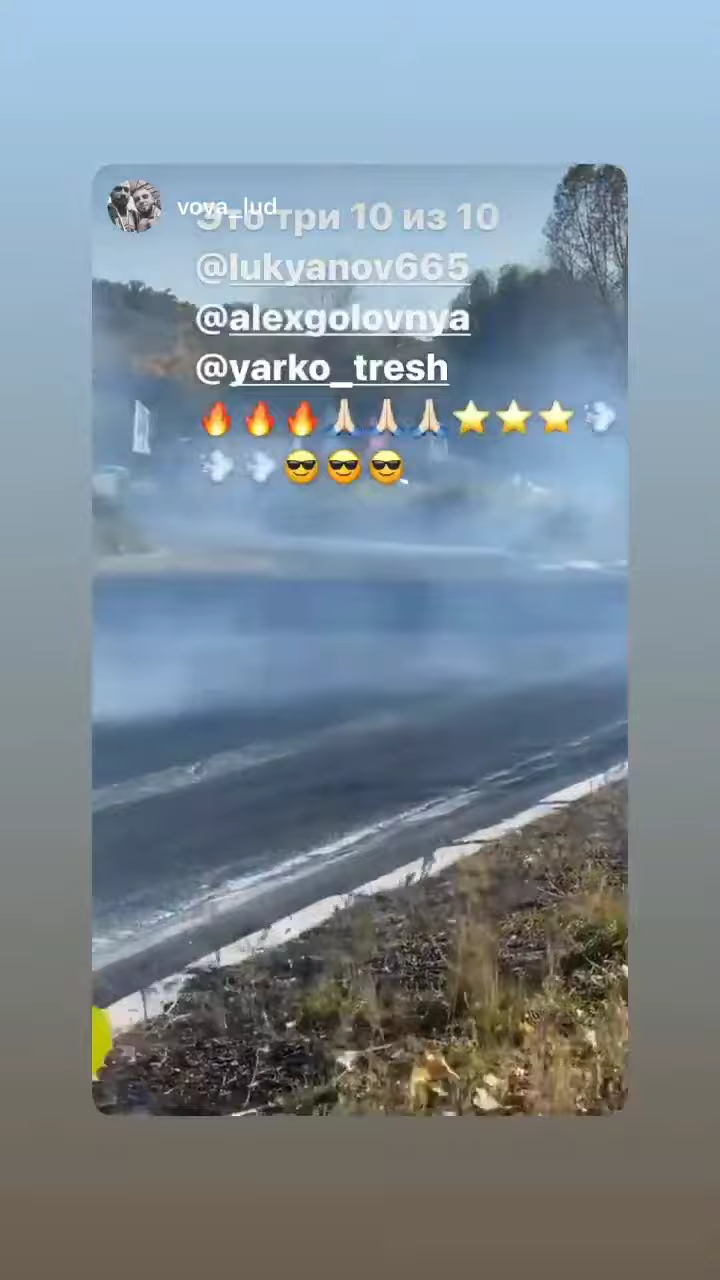 vova_lud
Это три 10 из 10
@lukyanov665
@alexgolovnya
@yarko_tresh
🔥🔥🔥🙏🏻🙏🏻🙏🏻⭐⭐⭐💨
💨💨😎😎😎